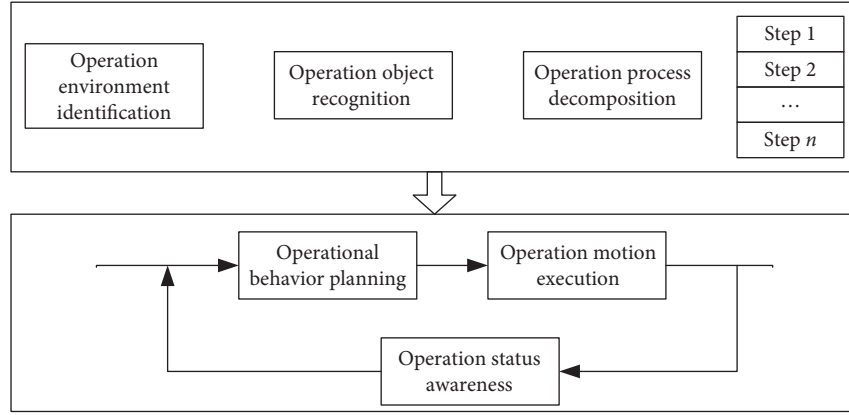 Operation
environment
identification
Operation object
recognition
Operation process
decomposition
Step 1
Step 2
...
Step n
Operational
behavior planning
Operation motion
execution
Operation status
awareness